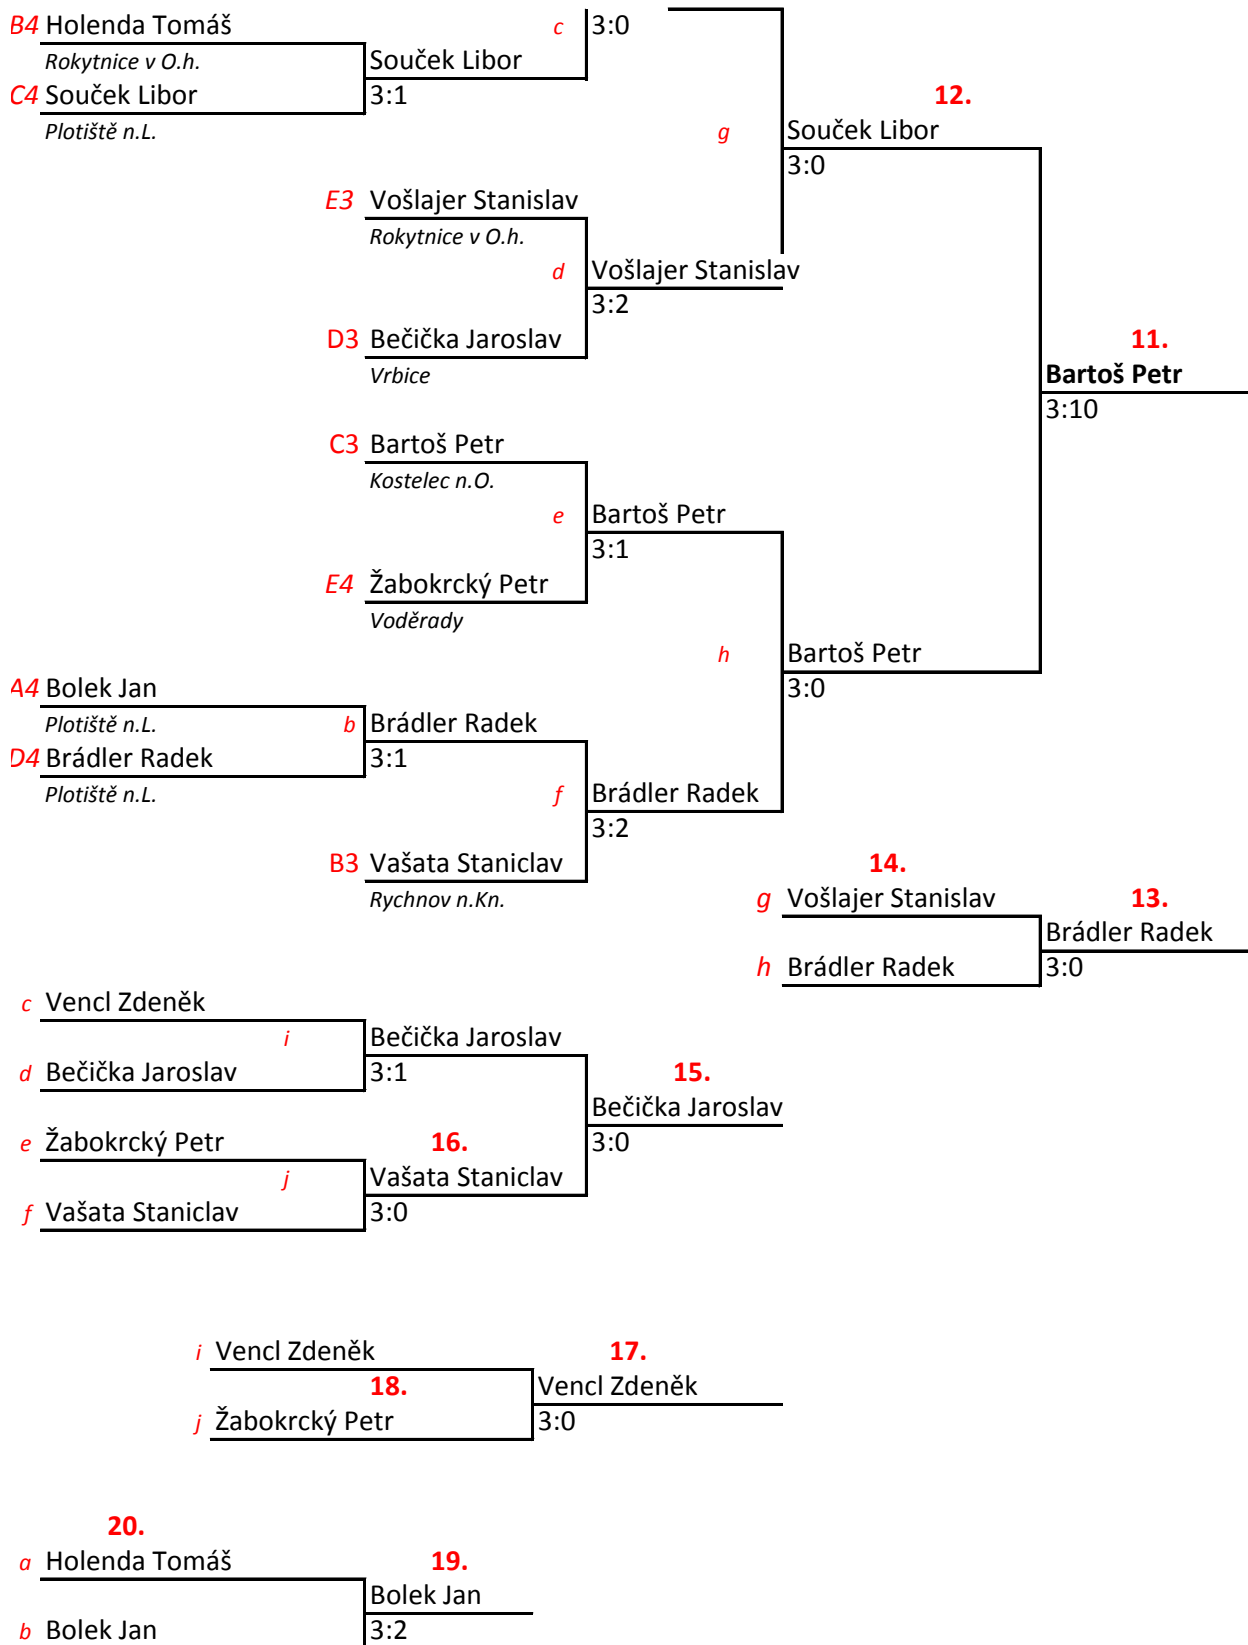 B4 Holenda Tomáš
c 3:0
Rokytnice v O.h.
Souček Libor
C4 Souček Libor
3:1
12.
Plotiště n.L.
g Souček Libor
3:0
E3 Vošlajer Stanislav
Rokytnice v O.h.
d Vošlajer Stanislav
3:2
D3 Bečička Jaroslav
11.
Vrbice
Bartoš Petr
3:10
C3 Bartoš Petr
Kostelec n.O.
e Bartoš Petr
3:1
E4 Žabokrcký Petr
Voděrady
h Bartoš Petr
A4 Bolek Jan
3:0
Plotiště n.L.
b Brádler Radek
D4 Brádler Radek
3:1
Plotiště n.L.
f Brádler Radek
3:2
B3 Vašata Staniclav
14.
Rychnov n.Kn.
g Vošlajer Stanislav
13.
Brádler Radek
h Brádler Radek
3:0
c Vencl Zdeněk
i Bečička Jaroslav
d Bečička Jaroslav
3:1
15.
Bečička Jaroslav
e Žabokrcký Petr
16.
3:0
j Vašata Staniclav
f Vašata Staniclav
3:0
i Vencl Zdeněk
17.
18.
Vencl Zdeněk
j Žabokrcký Petr
3:0
20.
a Holenda Tomáš
19.
Bolek Jan
b Bolek Jan
3:2